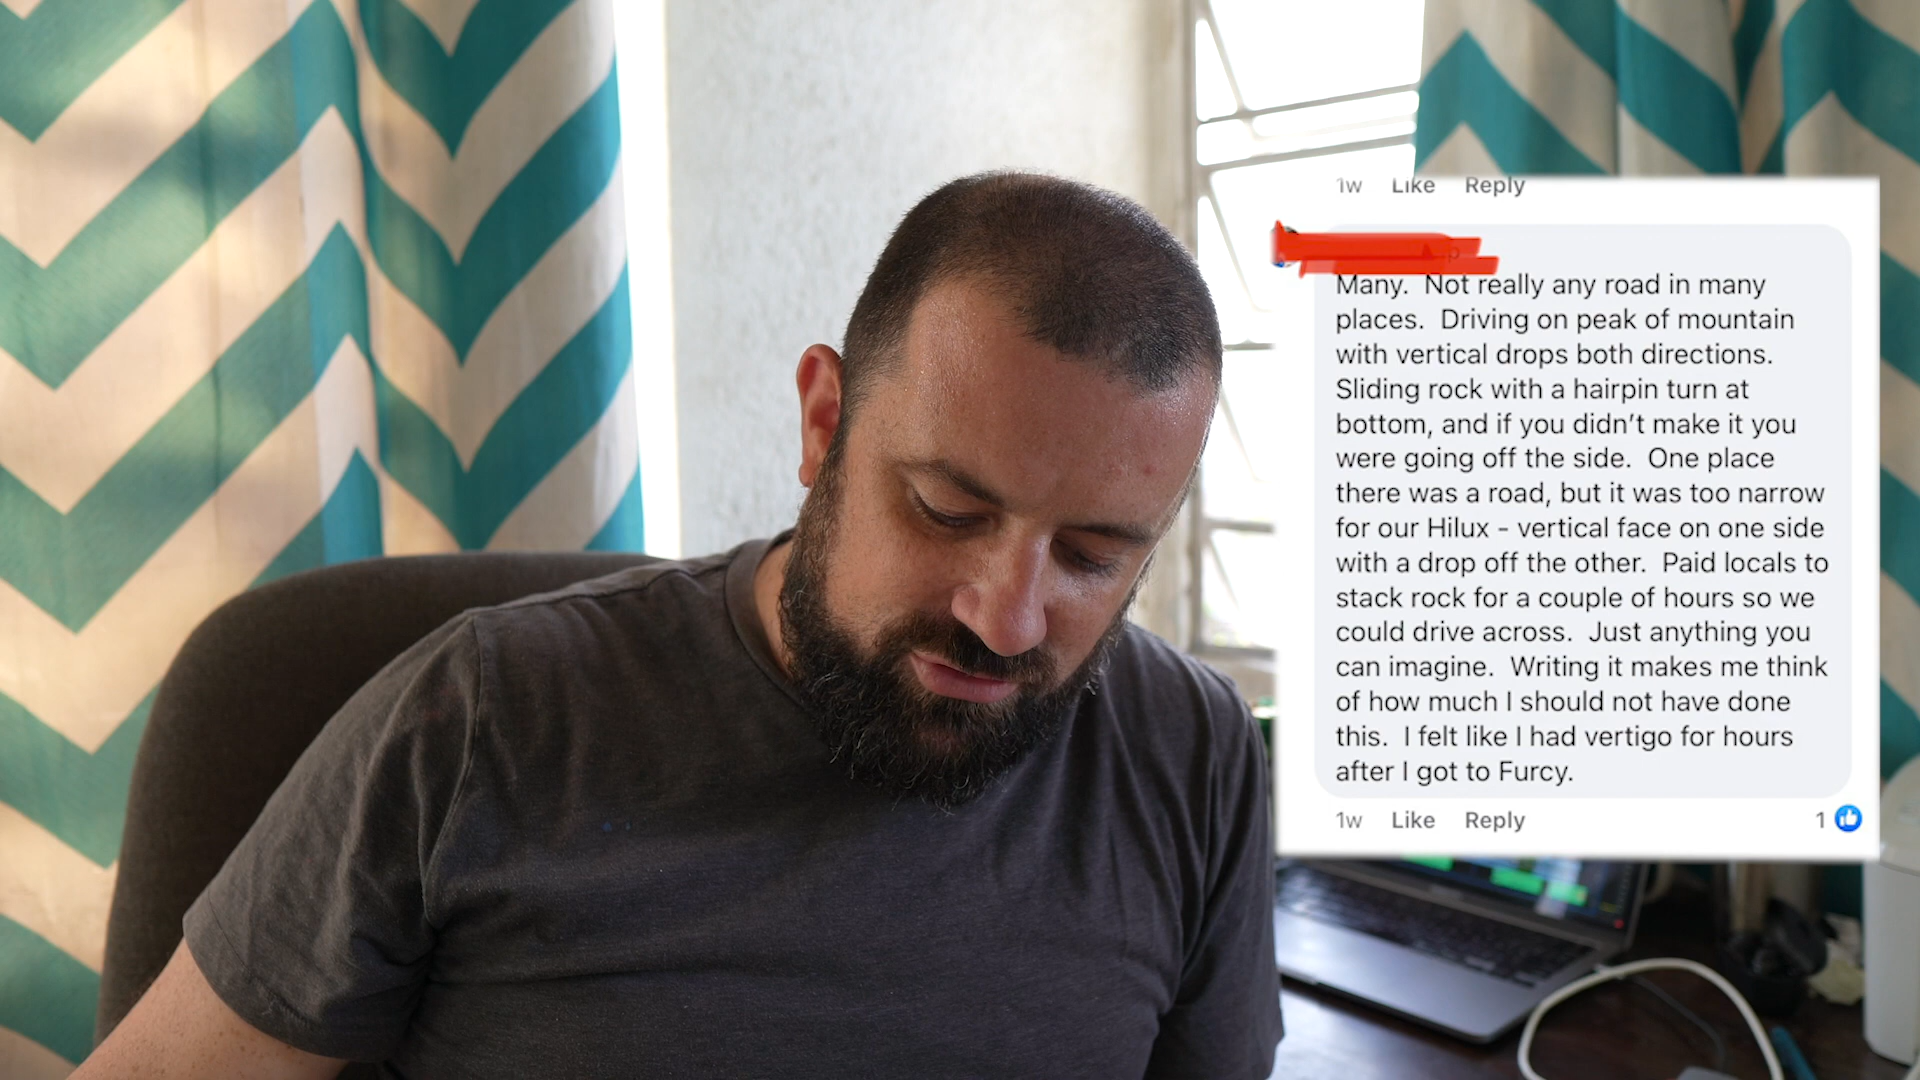 1w Like Reply
Many. Not really any road in many
places. Driving on peak of mountain
with vertical drops both directions.
Sliding rock with a hairpin turn at
bottom, and if you didn’t make it you
were going off the side. One place
there was a road, but it was too narrow
for our Hilux - vertical face on one side
with a drop off the other. Paid locals to
stack rock for a couple of hours so we
could drive across. Just anything you
can imagine. Writing it makes me think
of how much I should not have done
this. I felt like I had vertigo for hours
after I got to Furcy.
1w Like Reply 1